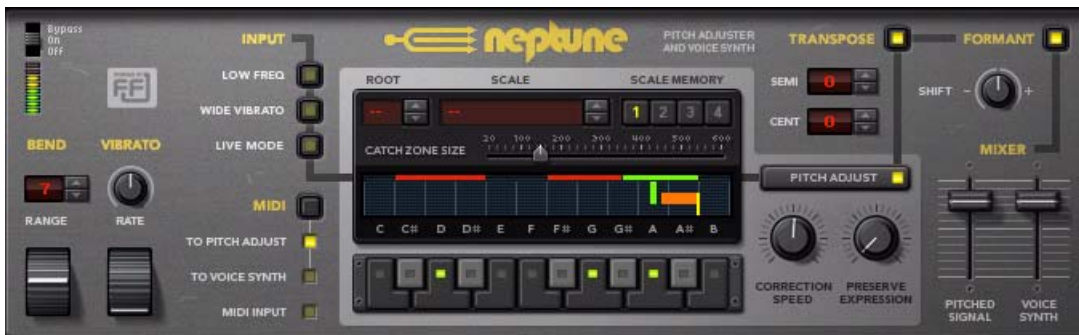 Bypass
On
Off
INPUT
LOW FREQ
WIDE VIBRATO
LIVE MODE
BEND
VIBRATO
7
RANGE
RATE
MIDI
TO PITCH ADJUST
TO VOICE SYNTH
MIDI INPUT
neptune
PITCH ADJUSTER
AND VOICE SYNTH
ROOT
SCALE
SCALE MEMORY
--
--
1 2 3 4
CATCH ZONE SIZE
20 100 200 300 400 500 600
C C# D D# E F F# G G# A A# B
TRANSPOSE
SEMI
0
CENT
0
FORMANT
SHIFT - +
PITCH ADJUST
CORRECTION
SPEED
PRESERVE
EXPRESSION
MIXER
PITCHED
SIGNAL
VOICE
SYNTH